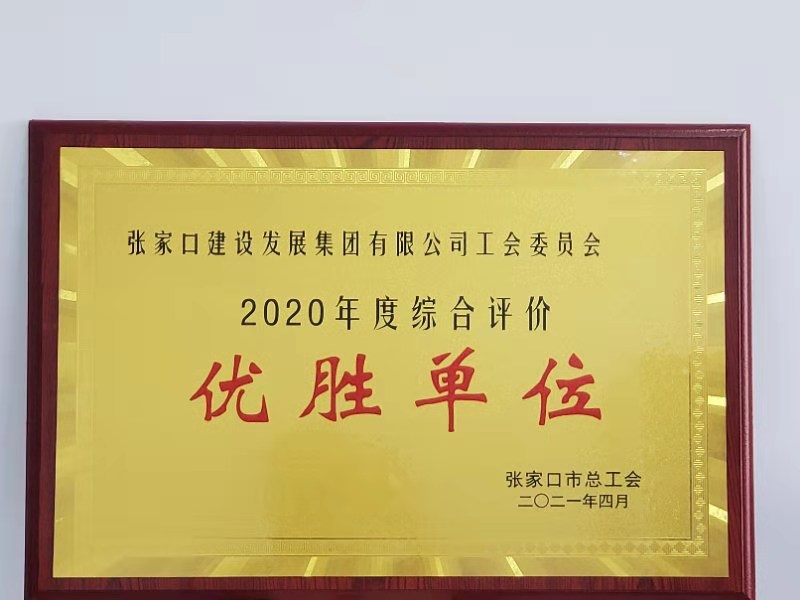 张家口建设发展集团有限公司工会委员会
2020年度综合评价
优胜单位
张家口市总工会
二〇二一年四月